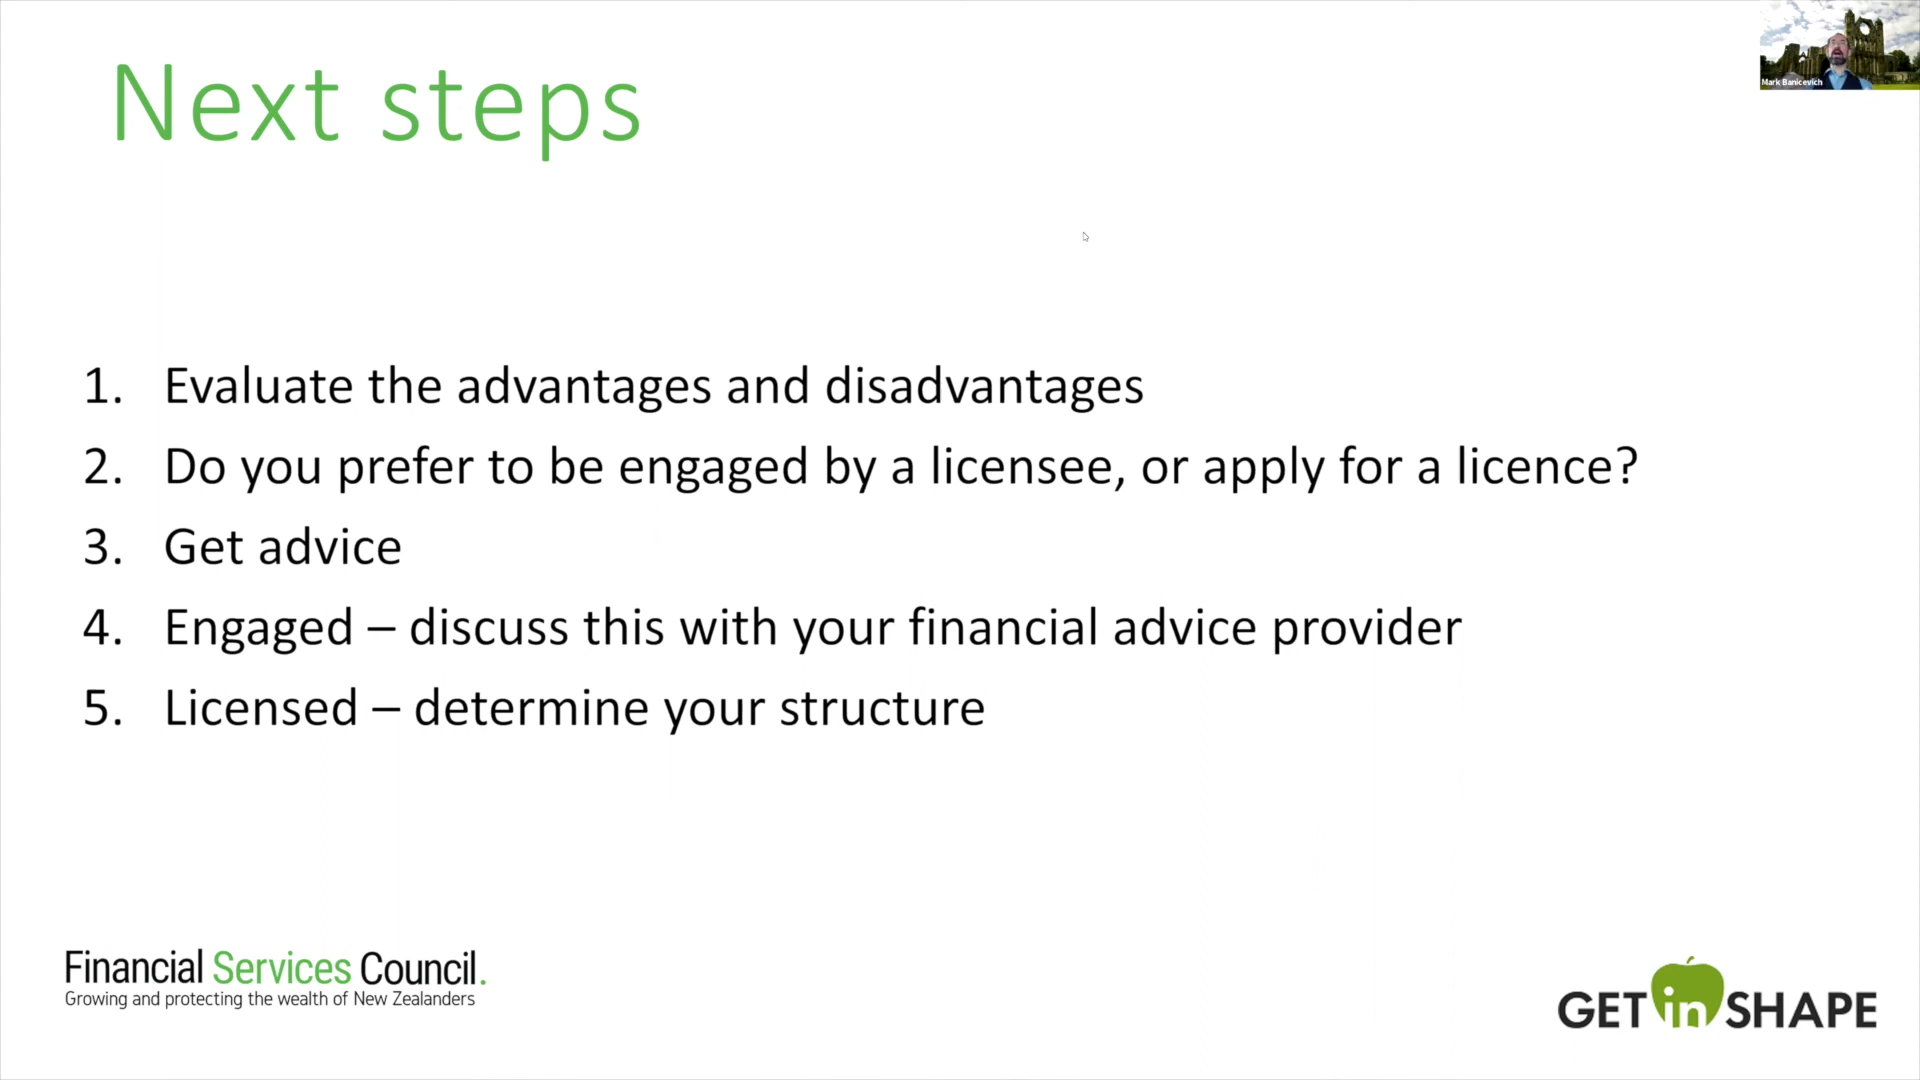 Next steps
Mark Banicevich
1. Evaluate the advantages and disadvantages
2. Do you prefer to be engaged by a licensee, or apply for a licence?
3. Get advice
4. Engaged – discuss this with your financial advice provider
5. Licensed – determine your structure
Financial Services Council.
Growing and protecting the wealth of New Zealanders
GET in SHAPE